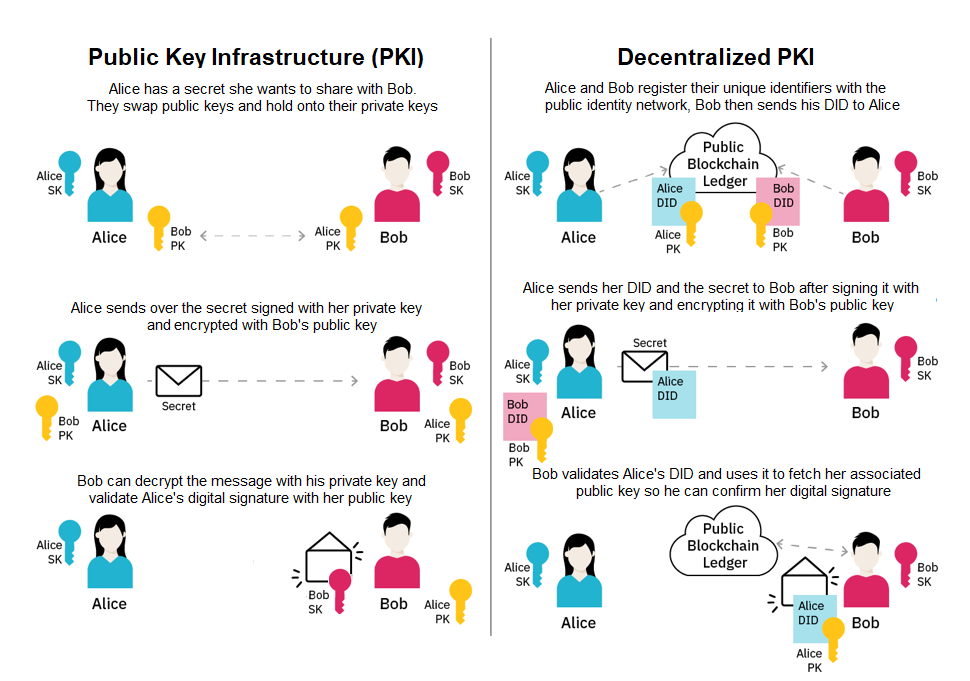 Public Key Infrastructure (PKI)
Alice has a secret she wants to share with Bob.
They swap public keys and hold onto their private keys
Alice
SK
Bob
SK
Alice
Bob
PK
Alice
PK
Bob
Alice sends over the secret signed with her private key
and encrypted with Bob's public key
Alice
SK
Bob
SK
Secret
Bob
PK
Alice
Bob
Alice
PK
Bob can decrypt the message with his private key and
validate Alice's digital signature with her public key
Alice
SK
Bob
SK
Alice
Bob
Alice
PK
Decentralized PKI
Alice and Bob register their unique identifiers with the
public identity network, Bob then sends his DID to Alice
Public
Blockchain
Ledger
Alice
SK
Bob
SK
Alice
DID
Bob
DID
Alice
Alice
PK
Bob
PK
Bob
Alice sends her DID and the secret to Bob after signing it with
her private key and encrypting it with Bob's public key
Alice
SK
Secret
Alice
DID
Bob
SK
Bob
DID
Alice
Bob
Bob
PK
Bob validates Alice's DID and uses it to fetch her associated
public key so he can confirm her digital signature
Public
Blockchain
Ledger
Alice
SK
Bob
SK
Alice
DID
Alice
Bob
Alice
PK